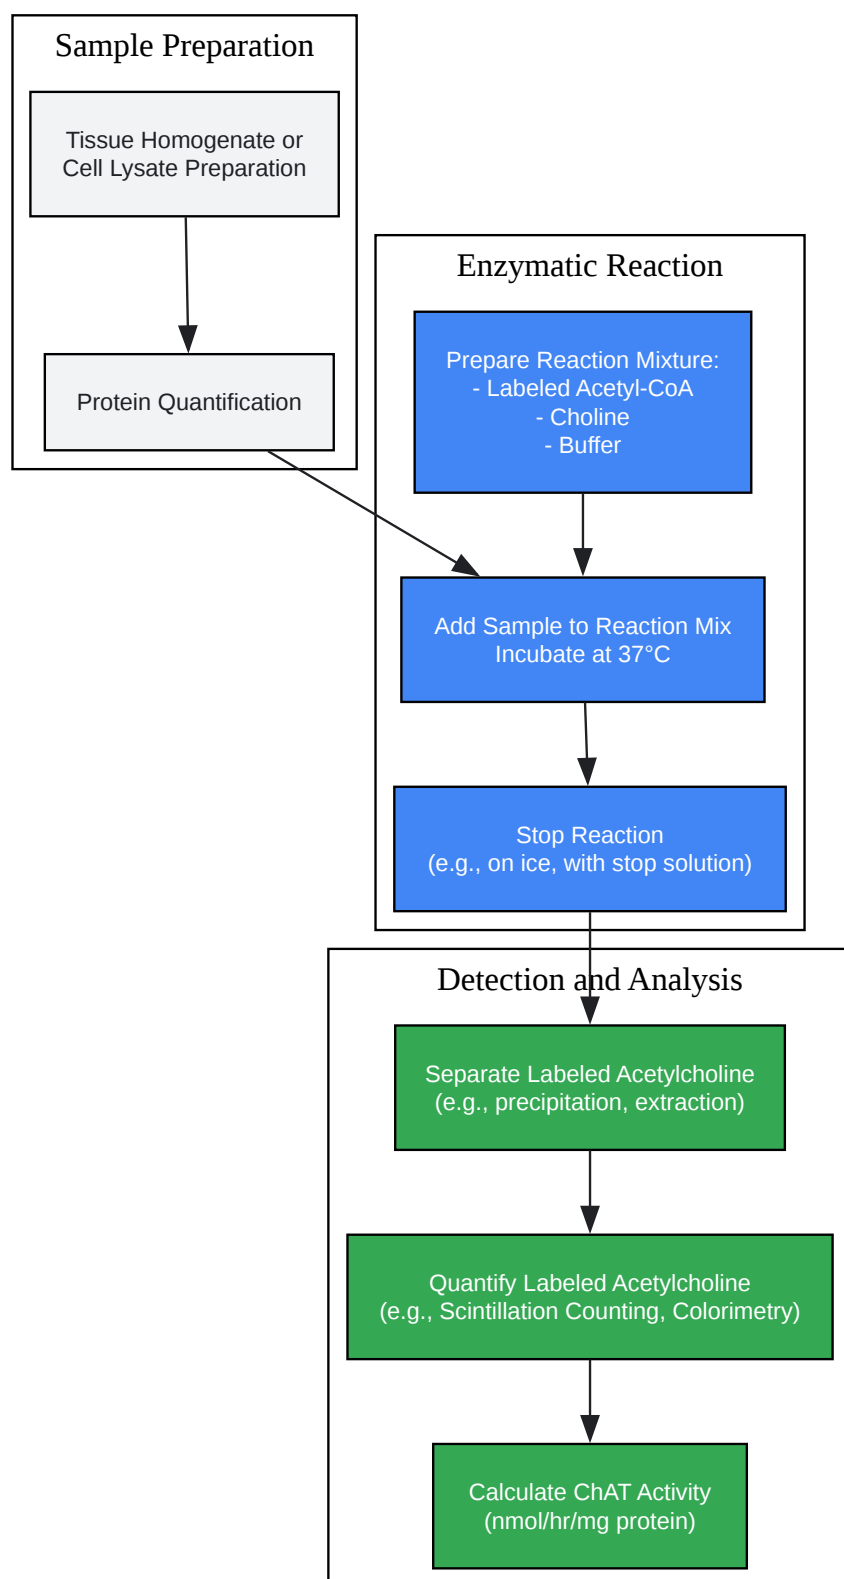 Sample Preparation
Tissue Homogenate or
Cell Lysate Preparation
Protein Quantification
Enzymatic Reaction
Prepare Reaction Mixture:
- Labeled Acetyl-CoA
- Choline
- Buffer
Add Sample to Reaction Mix
Incubate at 37°C
Stop Reaction
(e.g., on ice, with stop solution)
Detection and Analysis
Separate Labeled Acetylcholine
(e.g., precipitation, extraction)
Quantify Labeled Acetylcholine
(e.g., Scintillation Counting, Colorimetry)
Calculate ChAT Activity
(nmol/hr/mg protein)